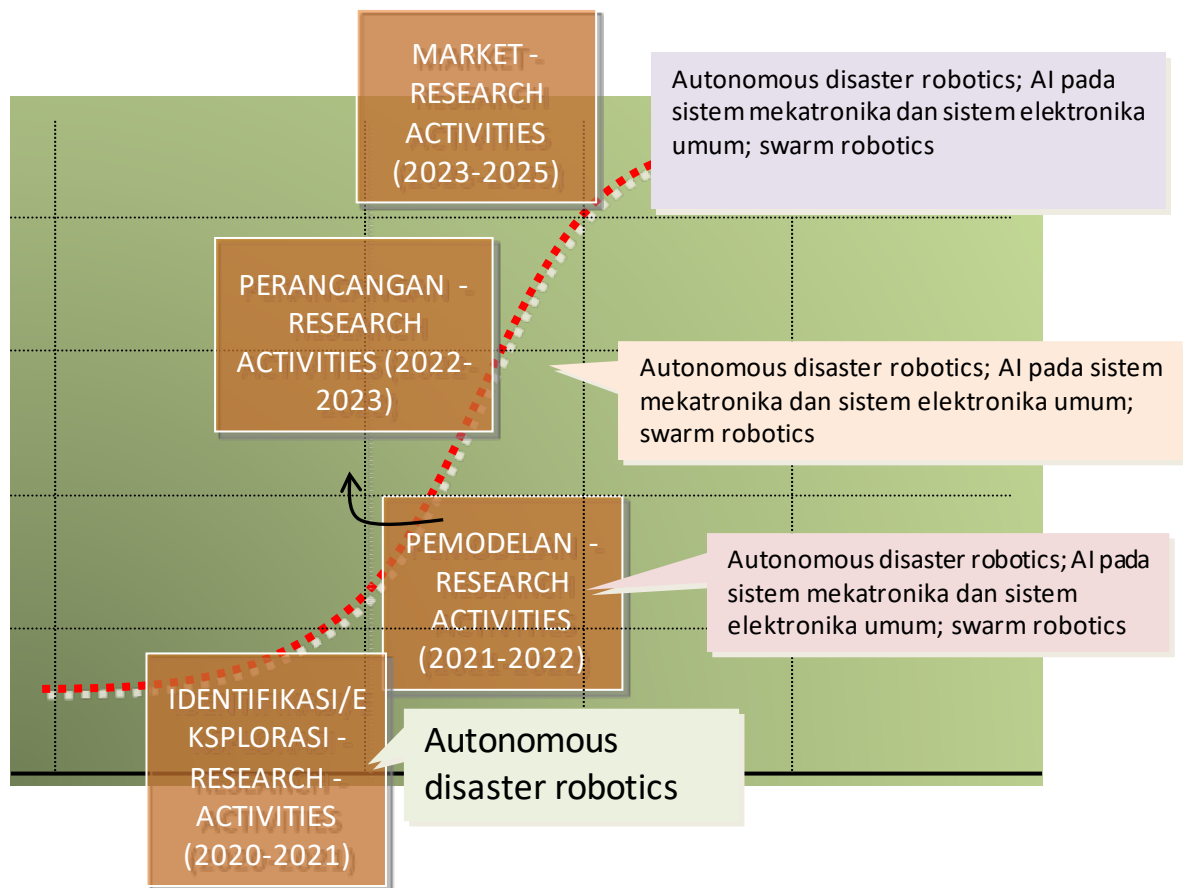 MARKET -
RESEARCH
ACTIVITIES
(2023-2025)
Autonomous disaster robotics; AI pada
sistem mekatronika dan sistem elektronika
umum; swarm robotics
PERANCANGAN -
RESEARCH
ACTIVITIES (2022-
2023)
Autonomous disaster robotics; AI pada sistem
mekatronika dan sistem elektronika umum;
swarm robotics
PEMODELAN -
RESEARCH
ACTIVITIES
(2021-2022)
Autonomous disaster robotics; AI pada
sistem mekatronika dan sistem
elektronika umum; swarm robotics
IDENTIFIKASI/E
KSPLORASI -
RESEARCH -
ACTIVITIES
(2020-2021)
Autonomous
disaster robotics